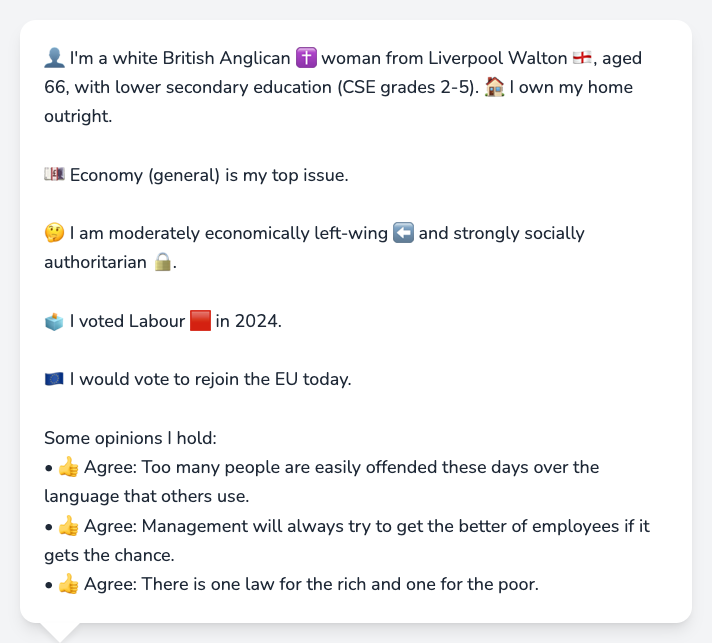 👤 I'm a white British Anglican ✝️ woman from Liverpool Walton 🏴󠁧󠁢󠁥󠁮󠁧󠁿, aged
66, with lower secondary education (CSE grades 2-5). 🏠 I own my home
outright.
💷 Economy (general) is my top issue.
🤔 I am moderately economically left-wing ⬅️ and strongly socially
authoritarian 🔒.
🗳️ I voted Labour 🟥 in 2024.
🇪🇺 I would vote to rejoin the EU today.
Some opinions I hold:
• 👍 Agree: Too many people are easily offended these days over the
language that others use.
• 👍 Agree: Management will always try to get the better of employees if it
gets the chance.
• 👍 Agree: There is one law for the rich and one for the poor.